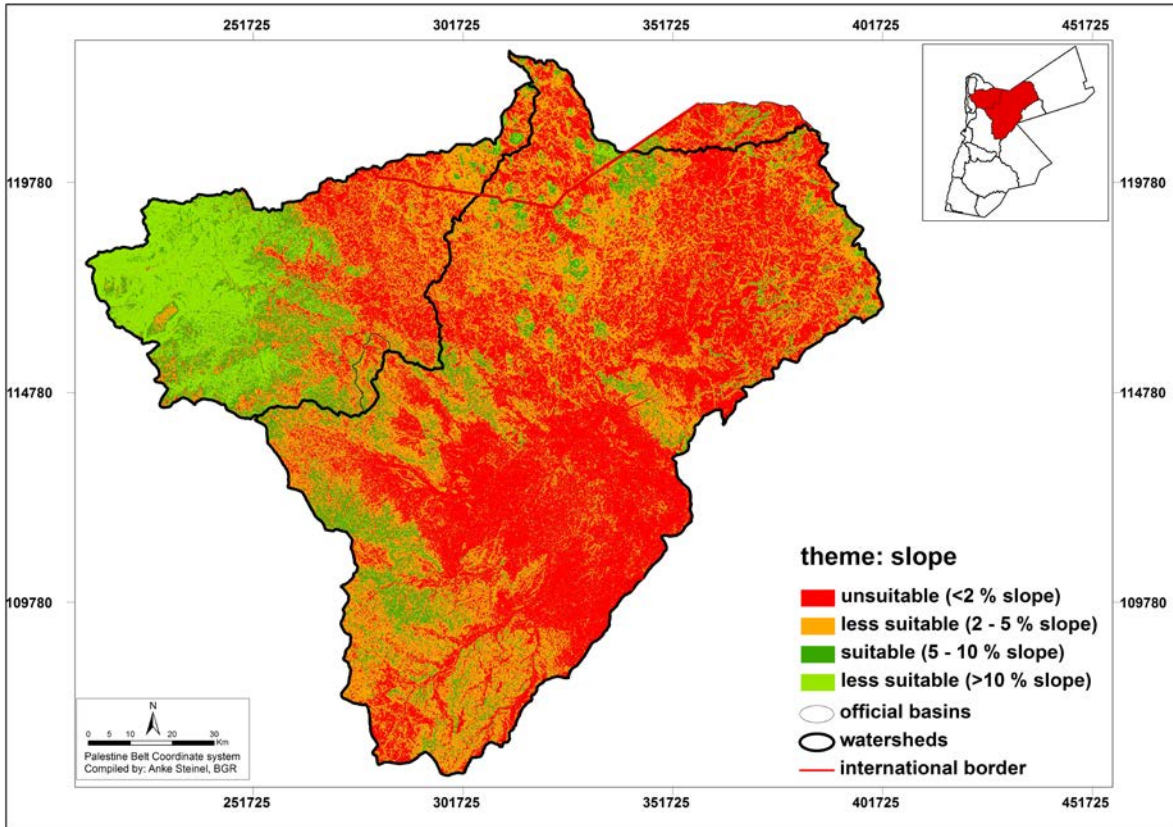 251725 301725 351725 401725 451725
119780 119780
114780 114780
109780 109780
theme: slope
unsuitable (<2 % slope)
less suitable (2 - 5 % slope)
suitable (5 - 10 % slope)
less suitable (>10 % slope)
official basins
watersheds
international border
N
0 5 10 20 30
Km
Palestine Belt Coordinate system
Compiled by: Anke Steinel, BGR
251725 301725 351725 401725 451725